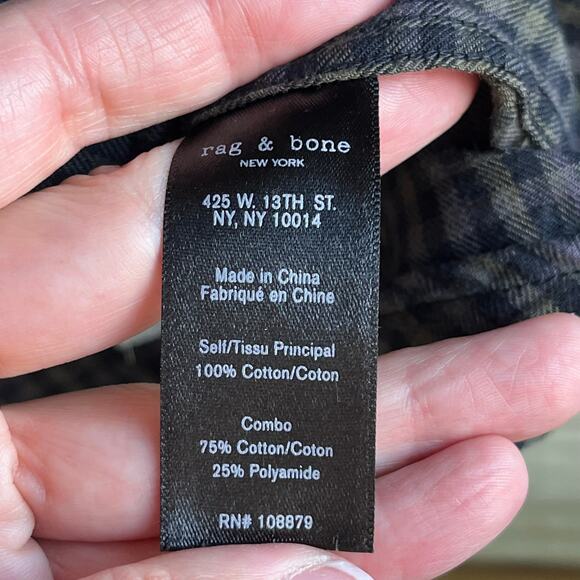 rag & bone
NEW YORK
425 W. 13TH ST.
NY, NY 10014
Made in China
Fabriqué en Chine
Self/Tissu Principal
100% Cotton/Coton
Combo
75% Cotton/Coton
25% Polyamide
RN# 108879